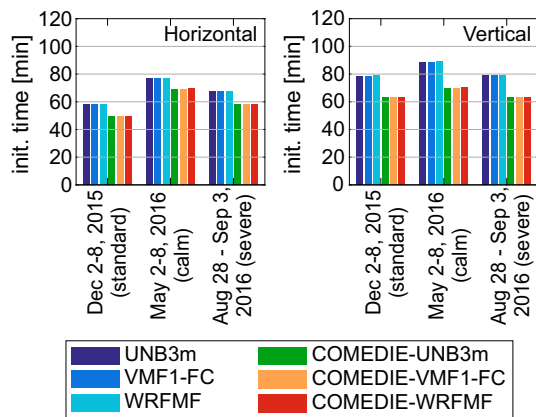 Horizontal
init. time [min]
120
100
80
60
40
20
0
Dec 2-8, 2015
(standard)
May 2-8, 2016
(calm)
Aug 28 - Sep 3,
2016 (severe)
Vertical
init. time [min]
120
100
80
60
40
20
0
Dec 2-8, 2015
(standard)
May 2-8, 2016
(calm)
Aug 28 - Sep 3,
2016 (severe)
UNB3m
VMF1-FC
WRFMF
COMEDIE-UNB3m
COMEDIE-VMF1-FC
COMEDIE-WRFMF